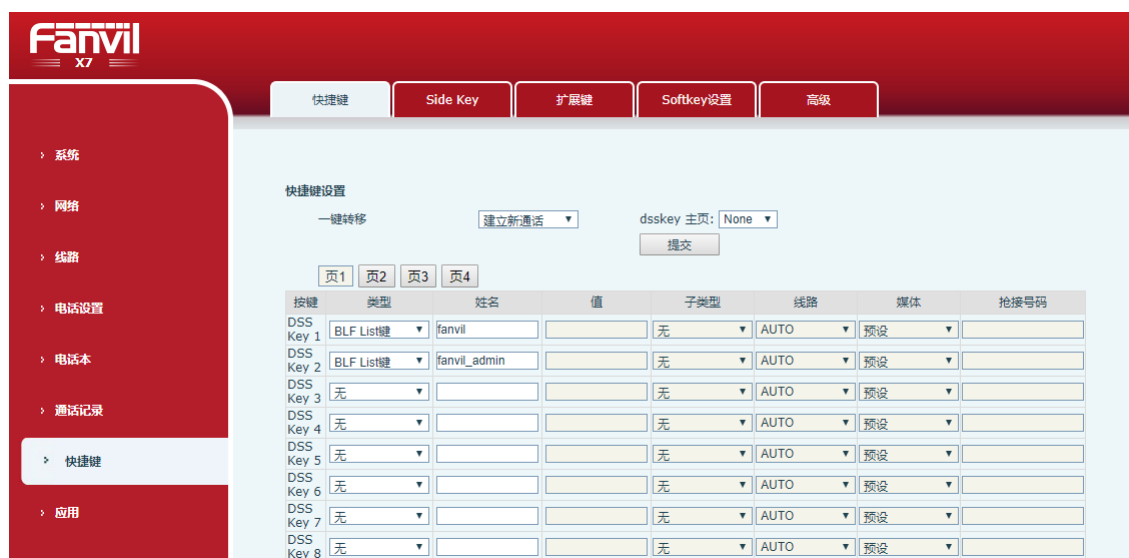 Fanvil
X7
快捷键 Side Key 扩展键 Softkey设置 高级
系统
网络
线路
电话设置
电话本
通话记录
快捷键
应用
快捷键设置
一键转移 建立新通话 dsskey 主页: None
提交
页1 页2 页3 页4
按键 类型 姓名 值 子类型 线路 媒体 抢接号码
DSS Key 1 BLF List键 fanvil 无 AUTO 预设
DSS Key 2 BLF List键 fanvil_admin 无 AUTO 预设
DSS Key 3 无 无 AUTO 预设
DSS Key 4 无 无 AUTO 预设
DSS Key 5 无 无 AUTO 预设
DSS Key 6 无 无 AUTO 预设
DSS Key 7 无 无 AUTO 预设
DSS Key 8 无 无 AUTO 预设